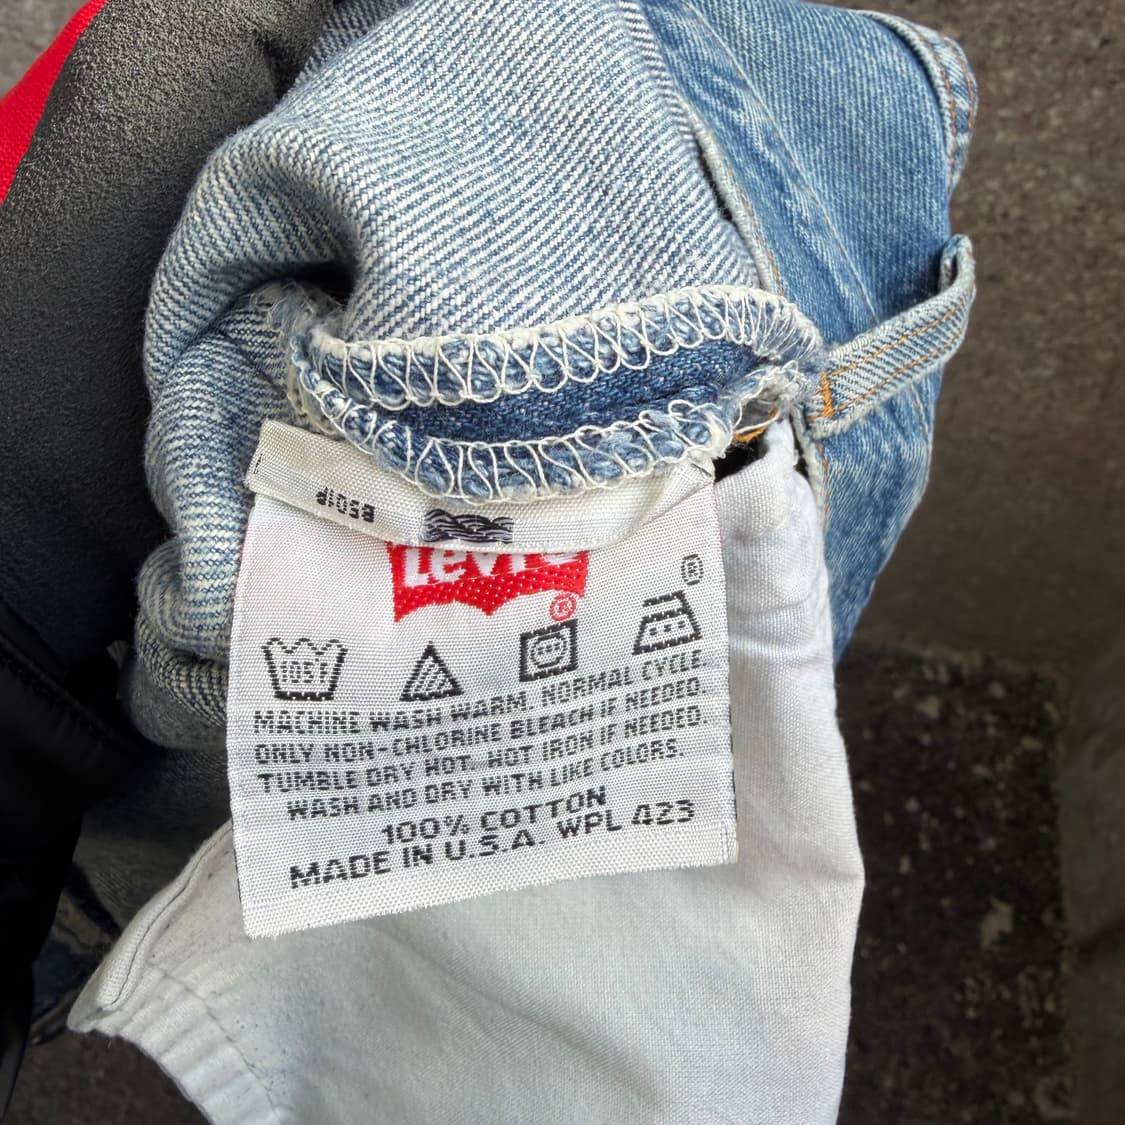 Levi's
®
®
105°
MACHINE WASH WARM. NORMAL CYCLE.
ONLY NON-CHLORINE BLEACH IF NEEDED.
TUMBLE DRY HOT. HOT IRON IF NEEDED.
WASH AND DRY WITH LIKE COLORS.
100% COTTON
MADE IN U.S.A. WPL 423